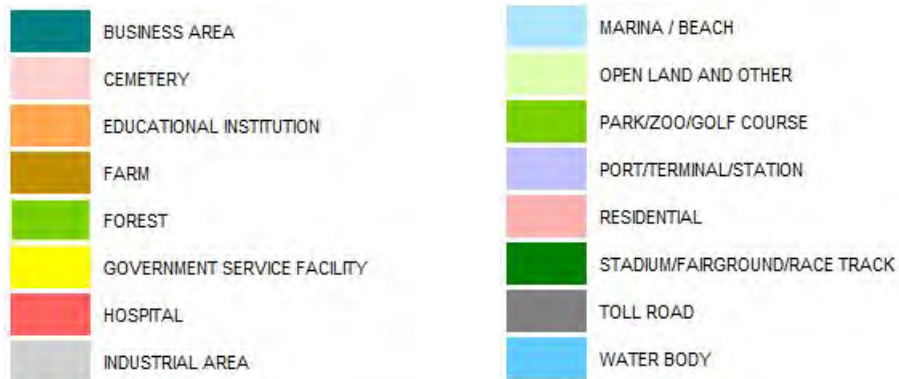 BUSINESS AREA
CEMETERY
EDUCATIONAL INSTITUTION
FARM
FOREST
GOVERNMENT SERVICE FACILITY
HOSPITAL
INDUSTRIAL AREA
MARINA / BEACH
OPEN LAND AND OTHER
PARK/ZOO/GOLF COURSE
PORT/TERMINAL/STATION
RESIDENTIAL
STADIUM/FAIRGROUND/RACE TRACK
TOLL ROAD
WATER BODY